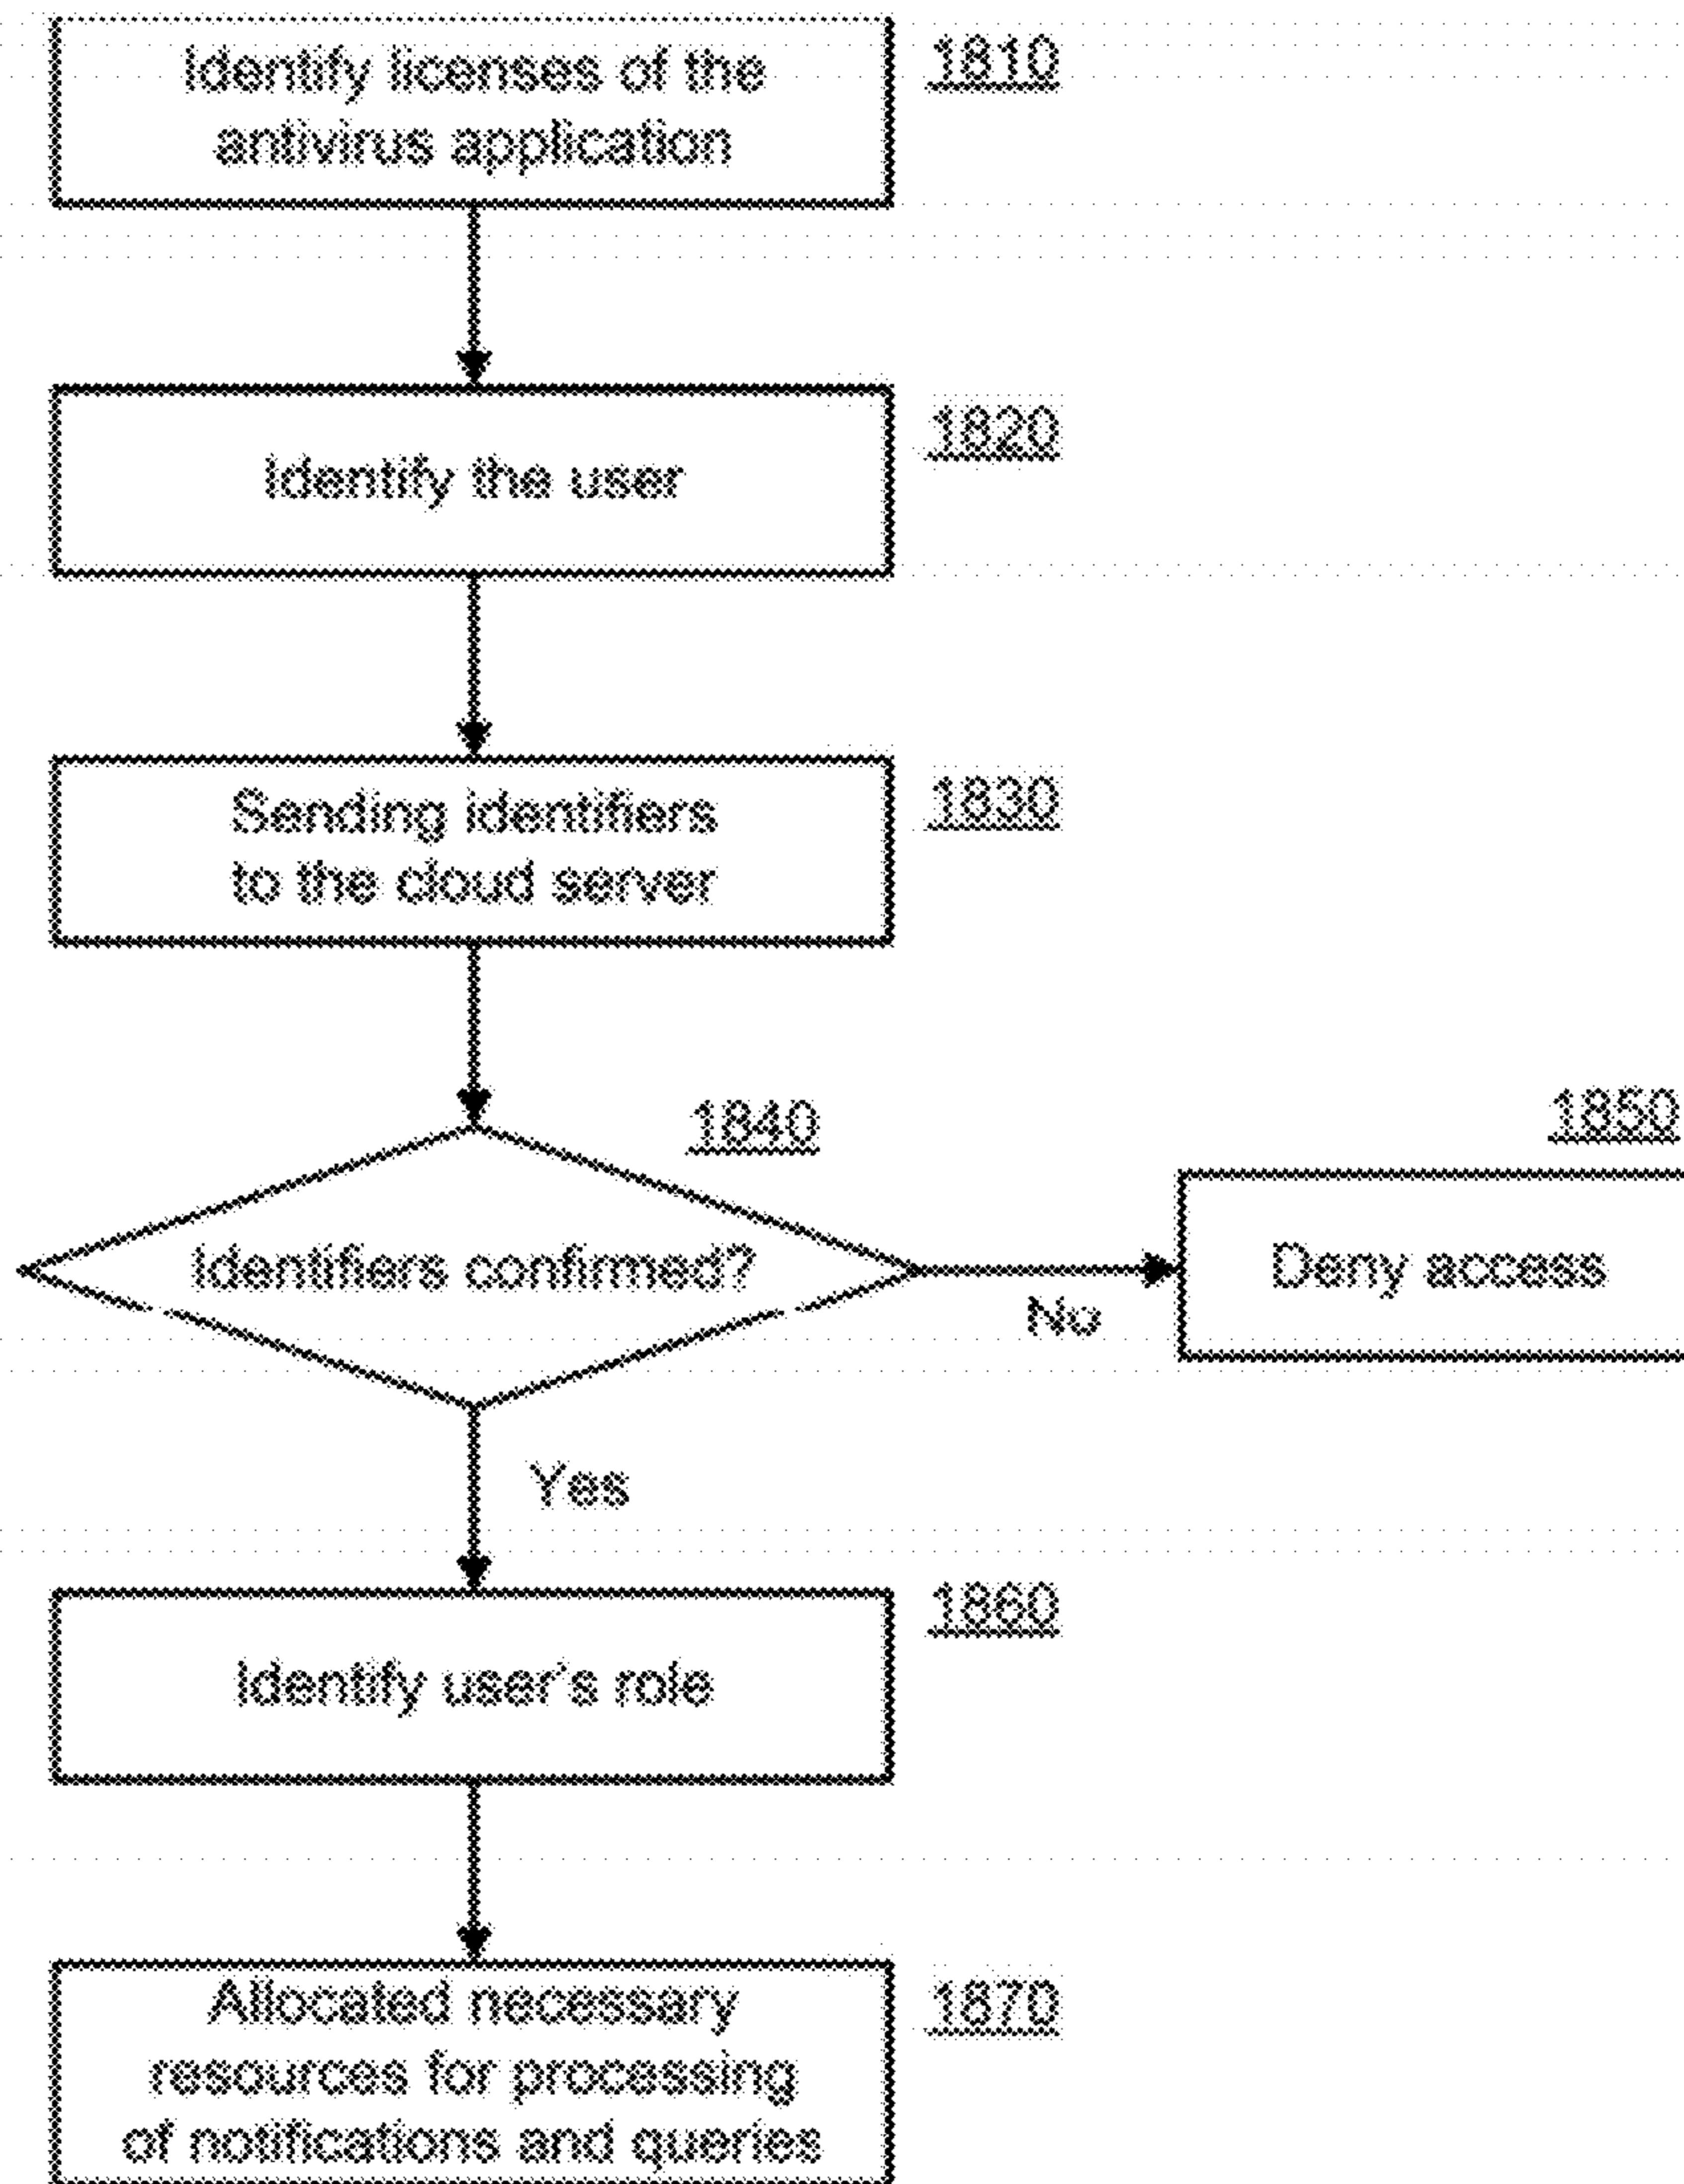 Identify licenses of the
antivirus application
1810
Identify the user
1820
Sending identifiers
to the cloud server
1830
1840
Identifiers confirmed?
No
1850
Deny access
Yes
1860
Identify user's role
Allocated necessary
resources for processing
of notifications and queries
1870